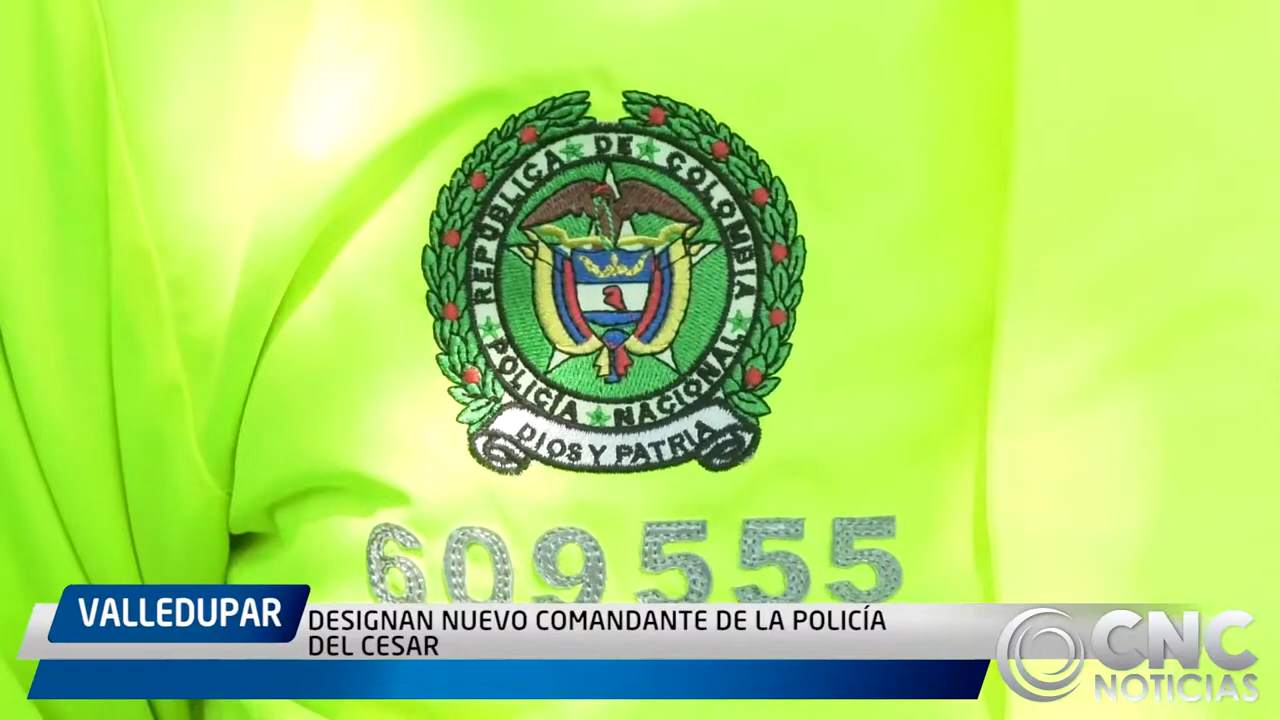 REPÚBLICA DE COLOMBIA
POLICÍA NACIONAL
DIOS Y PATRIA
609555
VALLEDUPAR
DESIGNAN NUEVO COMANDANTE DE LA POLICÍA
DEL CESAR
CNC
NOTICIAS